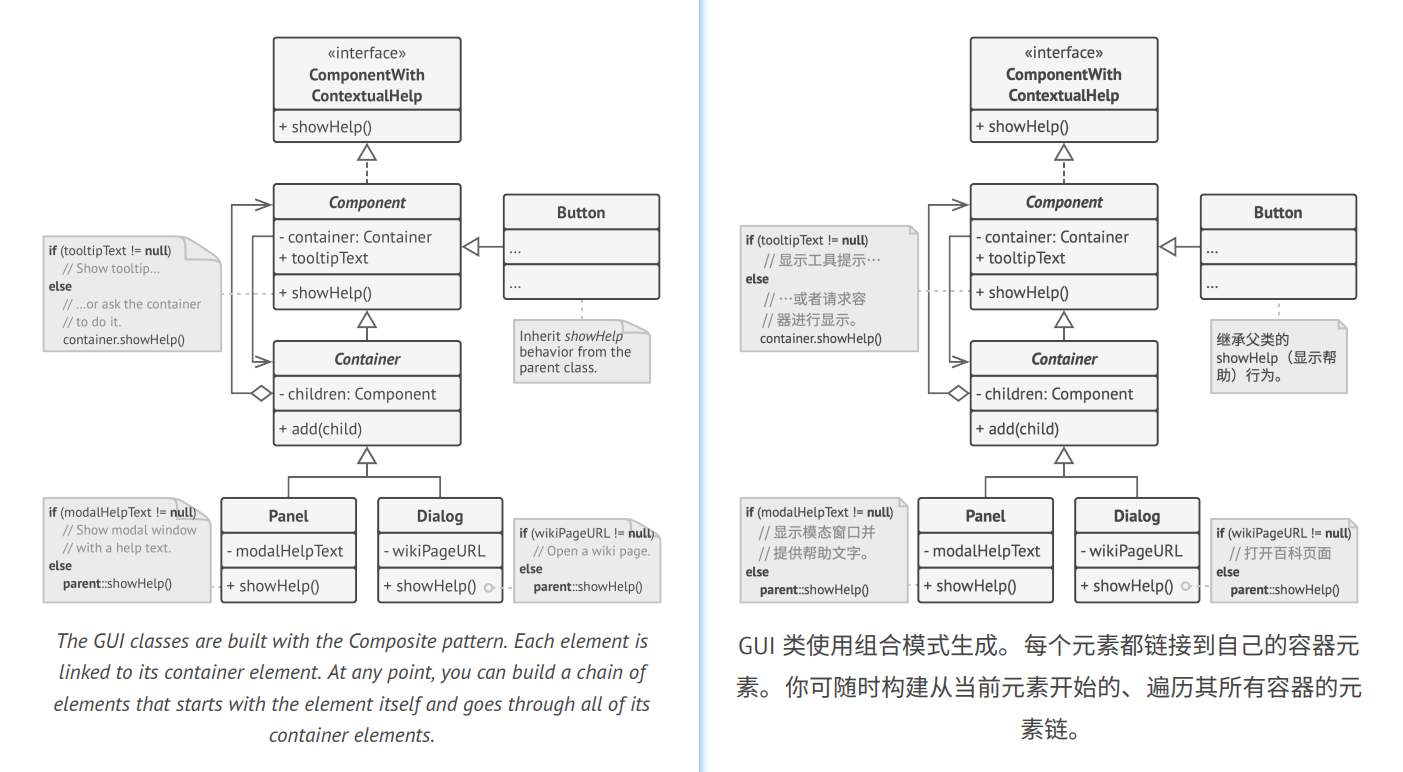 «interface»
ComponentWith
ContextualHelp
+ showHelp()
Component
- container: Container
+ tooltipText
+ showHelp()
Button
...
...
if (tooltipText != null)
// Show tooltip...
else
// ...or ask the container
// to do it.
container.showHelp()
Inherit showHelp
behavior from the
parent class.
Container
- children: Component
+ add(child)
if (modalHelpText != null)
// Show modal window
// with a help text.
else
parent::showHelp()
Panel
- modalHelpText
+ showHelp()
Dialog
- wikiPageURL
+ showHelp()
if (wikiPageURL != null)
// Open a wiki page.
else
parent::showHelp()
The GUI classes are built with the Composite pattern. Each element is
linked to its container element. At any point, you can build a chain of
elements that starts with the element itself and goes through all of its
container elements.
«interface»
ComponentWith
ContextualHelp
+ showHelp()
Component
- container: Container
+ tooltipText
+ showHelp()
Button
...
...
if (tooltipText != null)
// 显示工具提示…
else
// …或者请求容
// 器进行显示。
container.showHelp()
继承父类的
showHelp（显示帮
助）行为。
Container
- children: Component
+ add(child)
if (modalHelpText != null)
// 显示模态窗口并
// 提供帮助文字。
else
parent::showHelp()
Panel
- modalHelpText
+ showHelp()
Dialog
- wikiPageURL
+ showHelp()
if (wikiPageURL != null)
// 打开百科页面
else
parent::showHelp()
GUI 类使用组合模式生成。每个元素都链接到自己的容器元
素。你可随时构建从当前元素开始的、遍历其所有容器的元
素链。